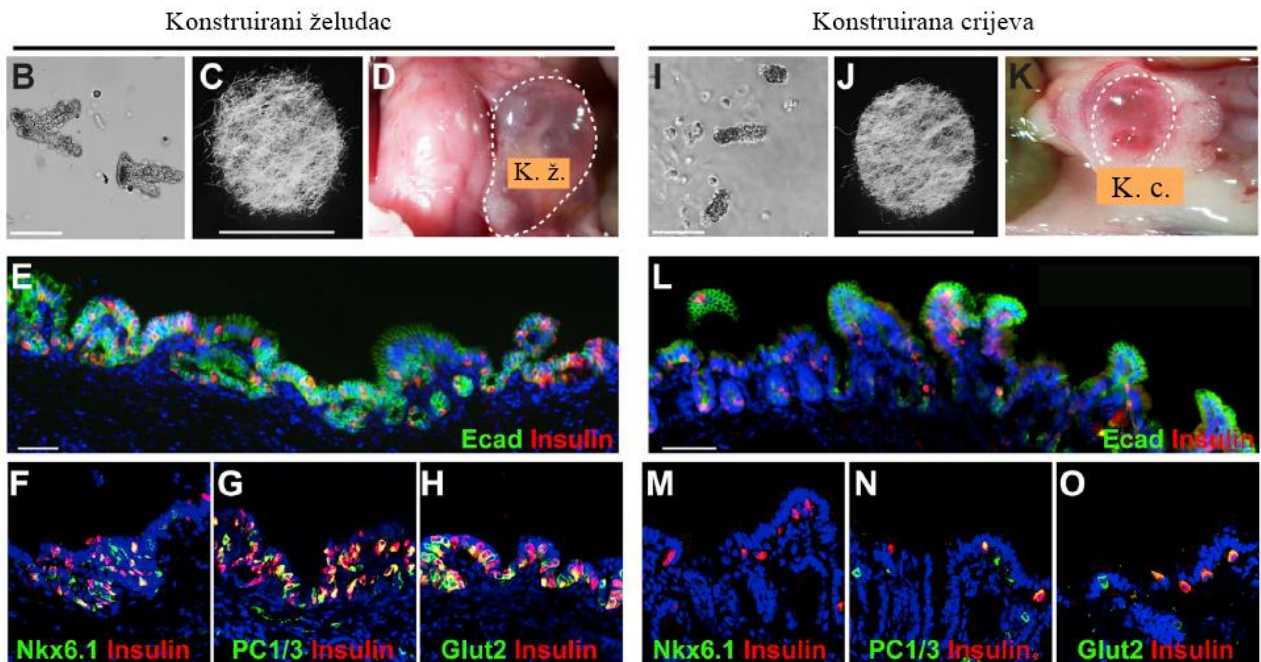 Konstruirani želudac
Konstruirana crijeva
B
C
D
K. ž.
I
J
K
K. c.
E
Ecad Insulin
L
Ecad Insulin
F
Nkx6.1 Insulin
G
PC1/3 Insulin
H
Glut2 Insulin
M
Nkx6.1 Insulin
N
PC1/3 Insulin
O
Glut2 Insulin